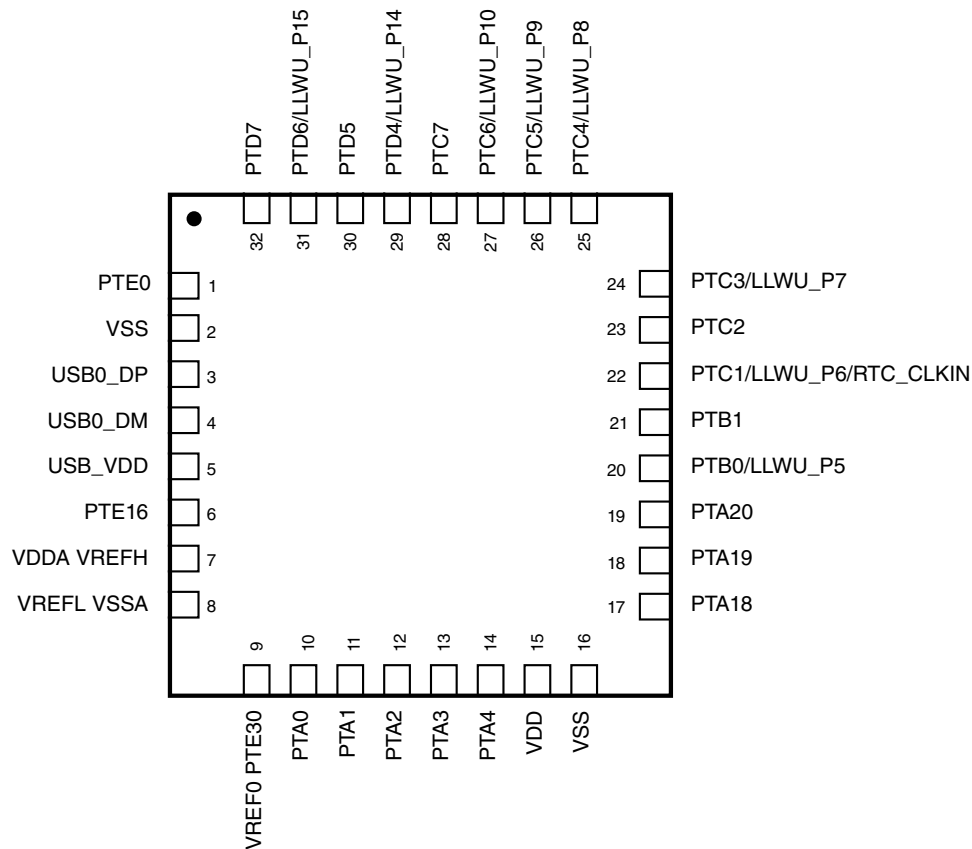 PTD7
PTD6/LLWU_P15
PTD5
PTD4/LLWU_P14
PTC7
PTC6/LLWU_P10
PTC5/LLWU_P9
PTC4/LLWU_P8
32
31
30
29
28
27
26
25
PTE0
1
VSS
2
USB0_DP
3
USB0_DM
4
USB_VDD
5
PTE16
6
VDDA VREFH
7
VREFL VSSA
8
24
PTC3/LLWU_P7
23
PTC2
22
PTC1/LLWU_P6/RTC_CLKIN
21
PTB1
20
PTB0/LLWU_P5
19
PTA20
18
PTA19
17
PTA18
9
10
11
12
13
14
15
16
VREF0 PTE30
PTA0
PTA1
PTA2
PTA3
PTA4
VDD
VSS